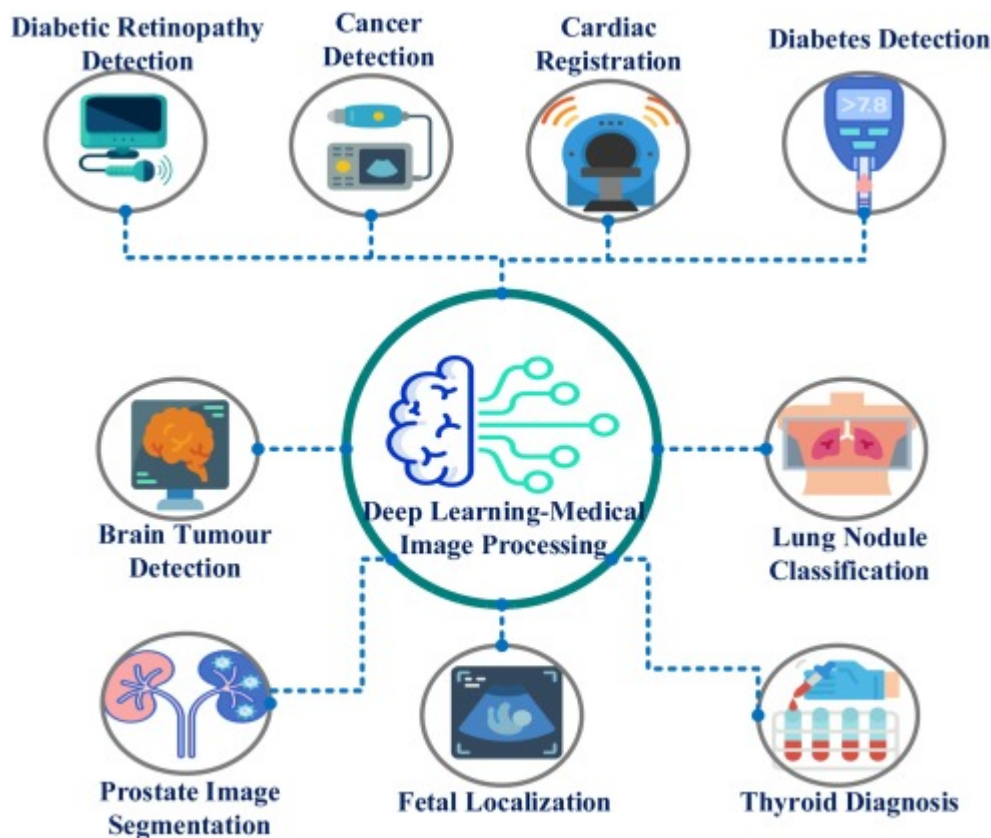 Diabetic Retinopathy
Detection
Cancer
Detection
Cardiac
Registration
Diabetes Detection
>7.8
Deep Learning-Medical
Image Processing
Brain Tumour
Detection
Lung Nodule
Classification
Prostate Image
Segmentation
Fetal Localization
Thyroid Diagnosis